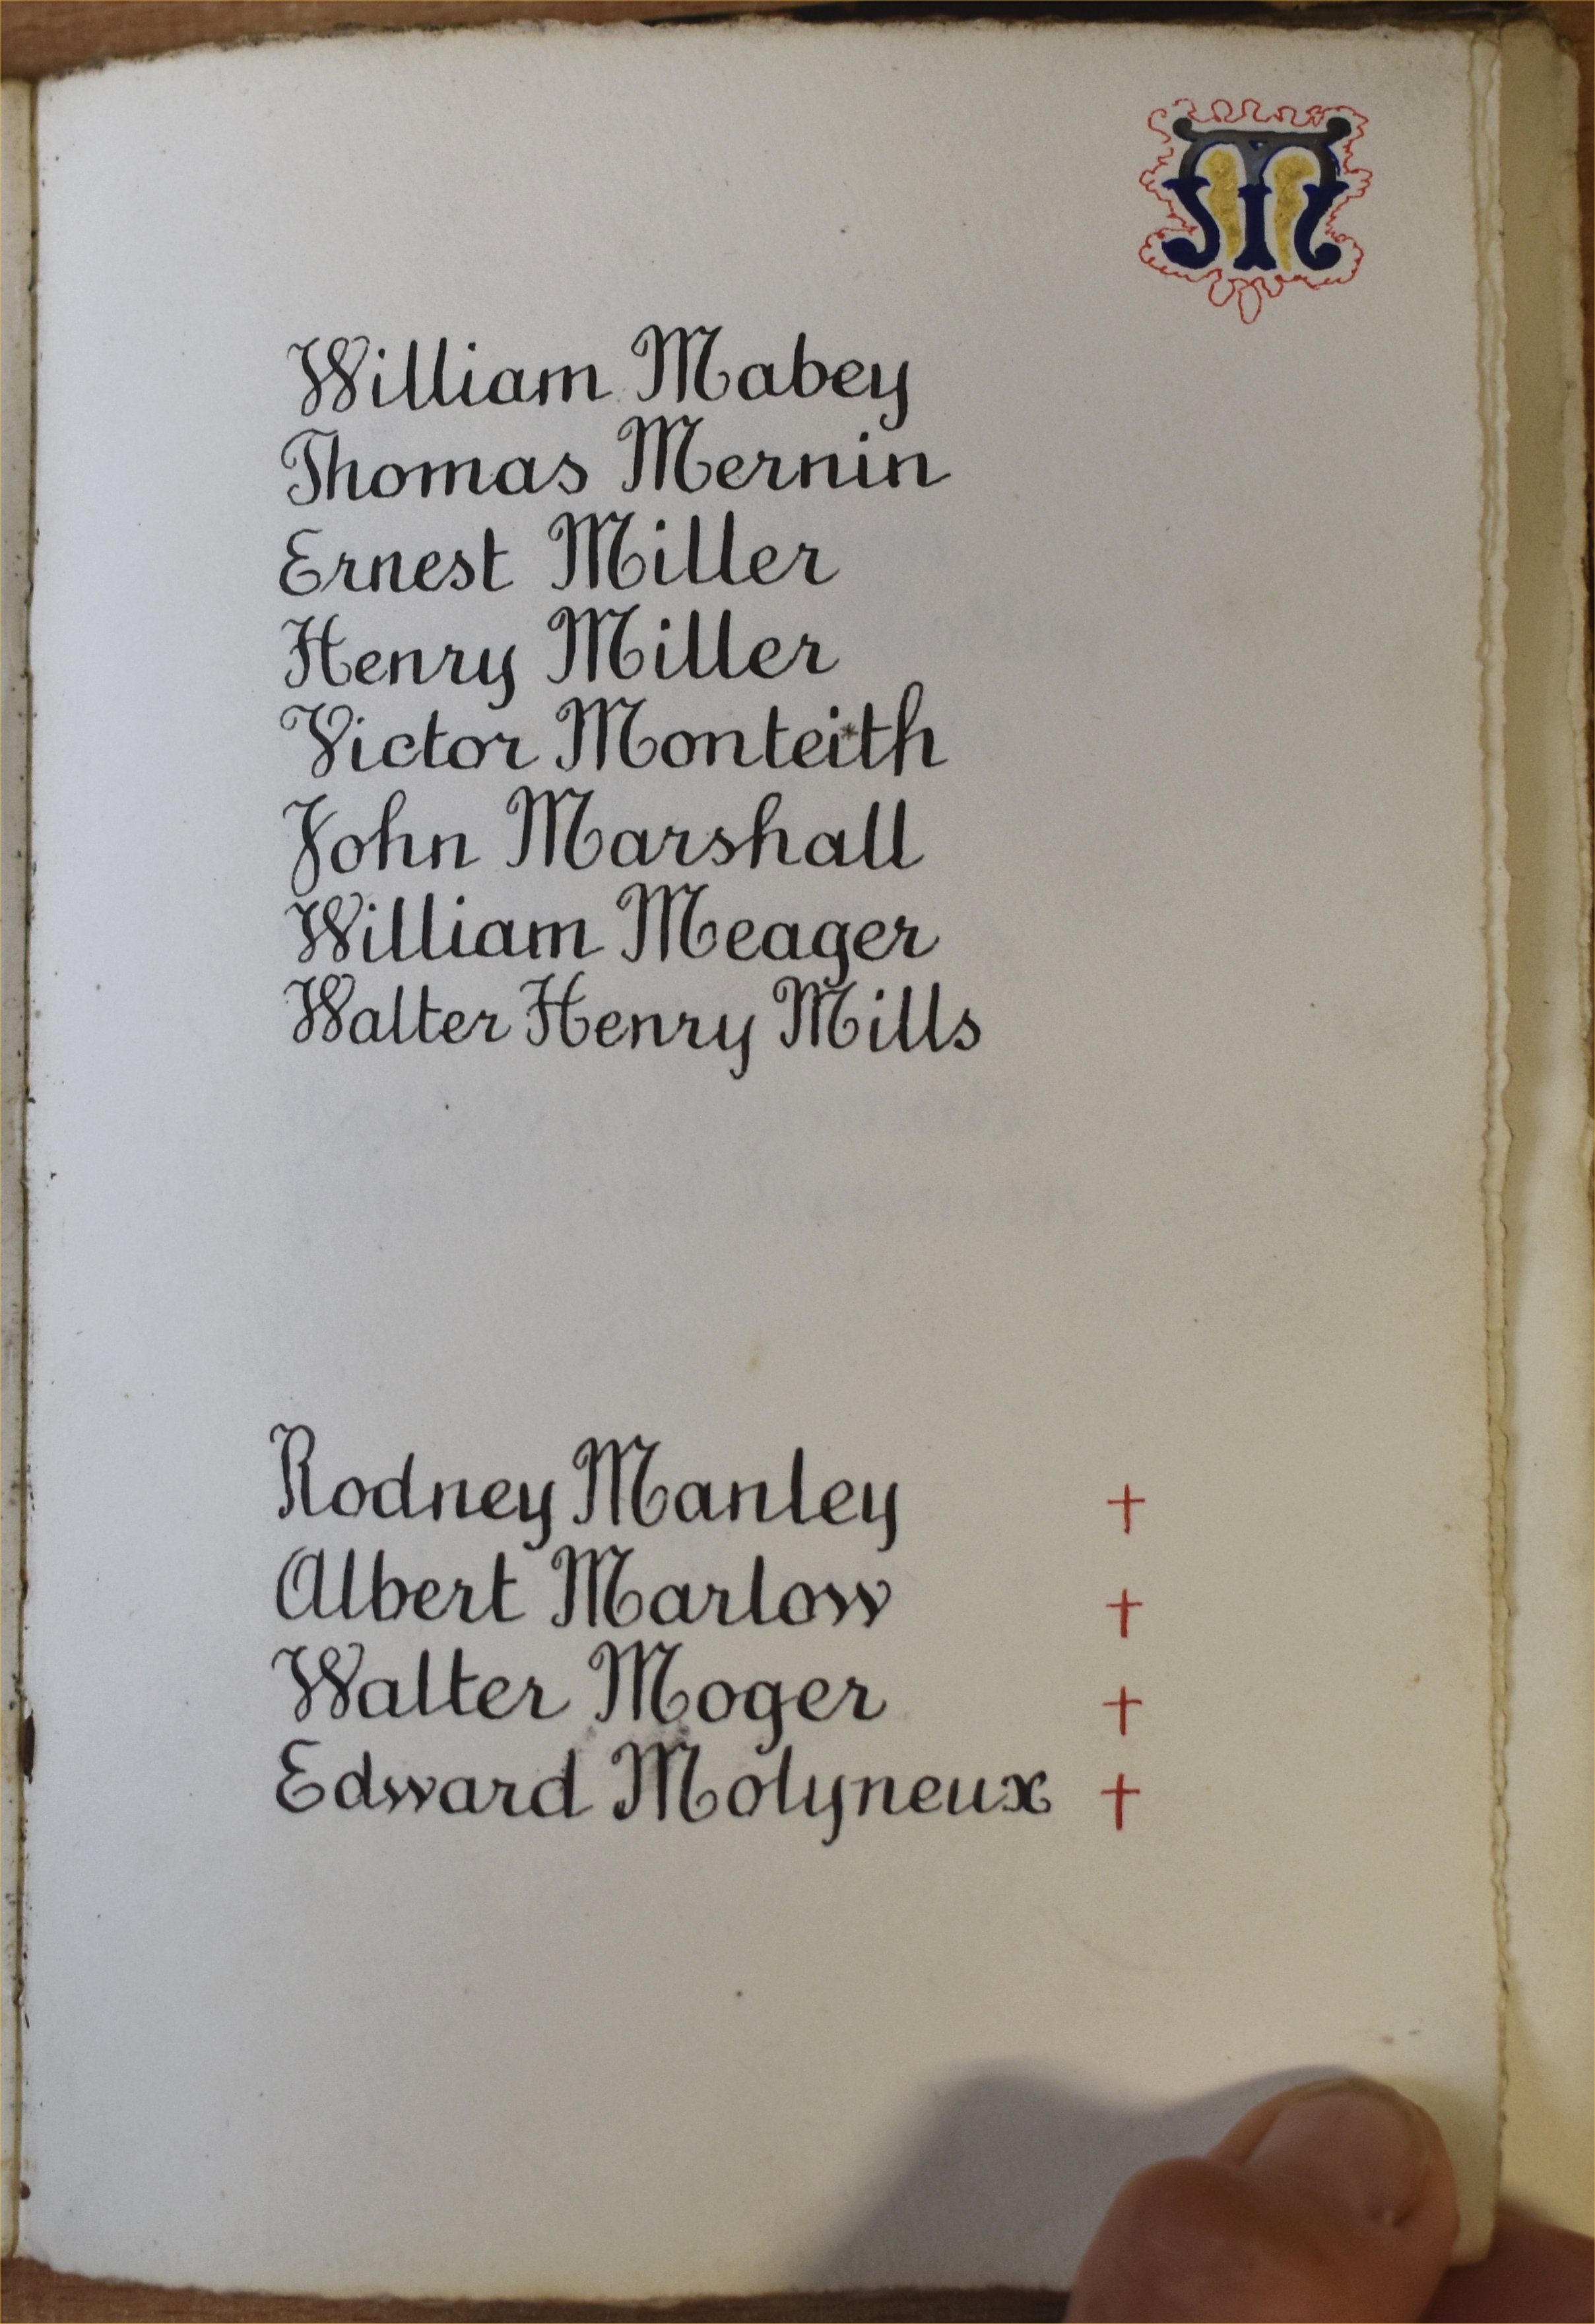 M
William Mabey
Thomas Mernin
Ernest Miller
Henry Miller
Victor Monteith
John Marshall
William Meager
Walter Henry Mills
Rodney Manley †
Albert Marlow †
Walter Moger †
Edward Molyneux †